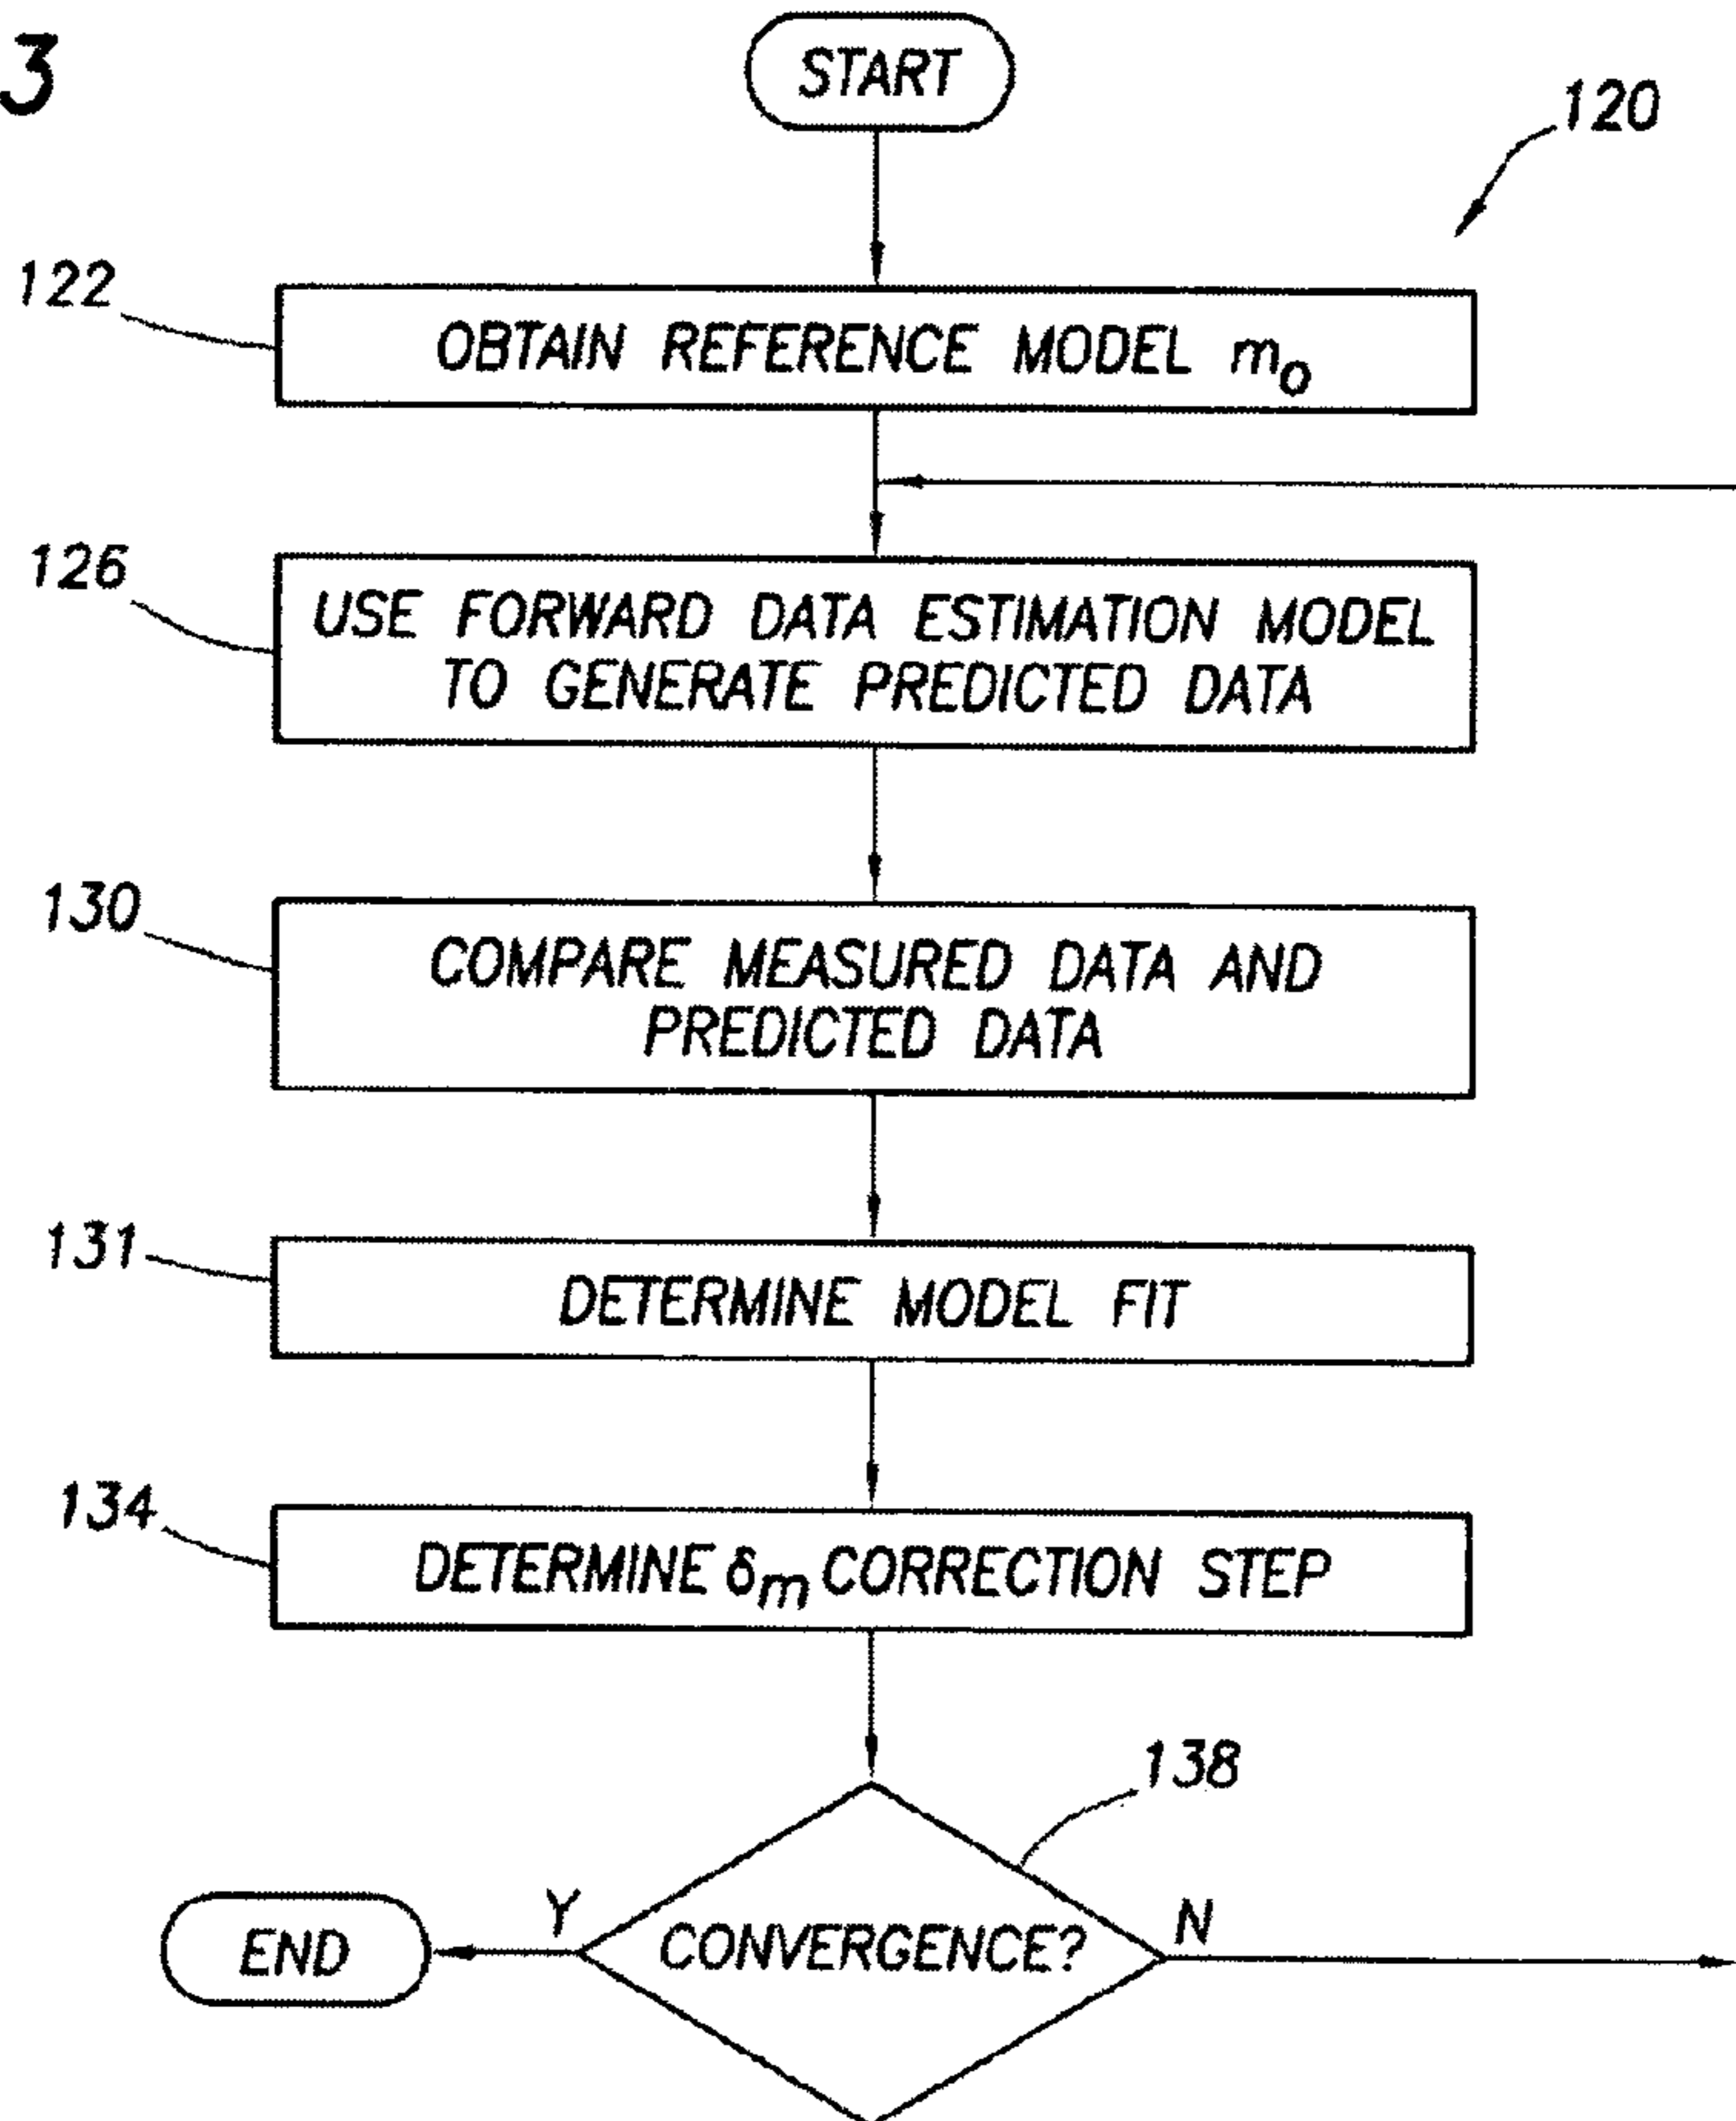 3
START
120
122
OBTAIN REFERENCE MODEL m₀
126
USE FORWARD DATA ESTIMATION MODEL
TO GENERATE PREDICTED DATA
130
COMPARE MEASURED DATA AND
PREDICTED DATA
131
DETERMINE MODEL FIT
134
DETERMINE δm CORRECTION STEP
138
Y
CONVERGENCE?
N
END